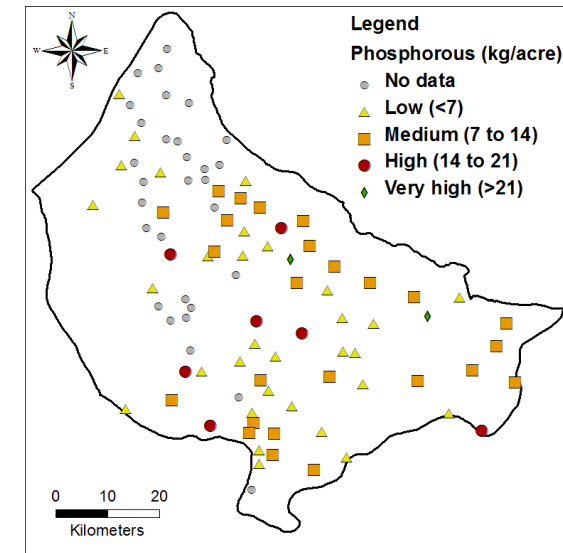 N
W E
S
Legend
Phosphorous (kg/acre)
No data
Low (<7)
Medium (7 to 14)
High (14 to 21)
Very high (>21)
0 10 20
Kilometers